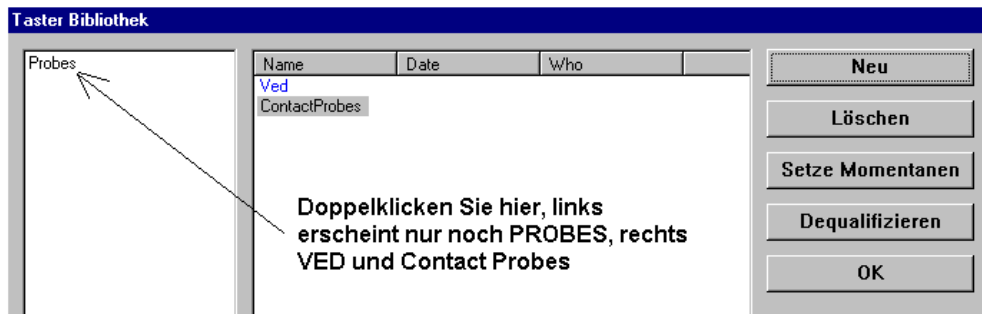 Taster Bibliothek
Probes
Name Date Who
Ved
ContactProbes
Neu
Löschen
Setze Momentanen
Dequalifizieren
OK
Doppelklicken Sie hier, links
erscheint nur noch PROBES, rechts
VED und Contact Probes